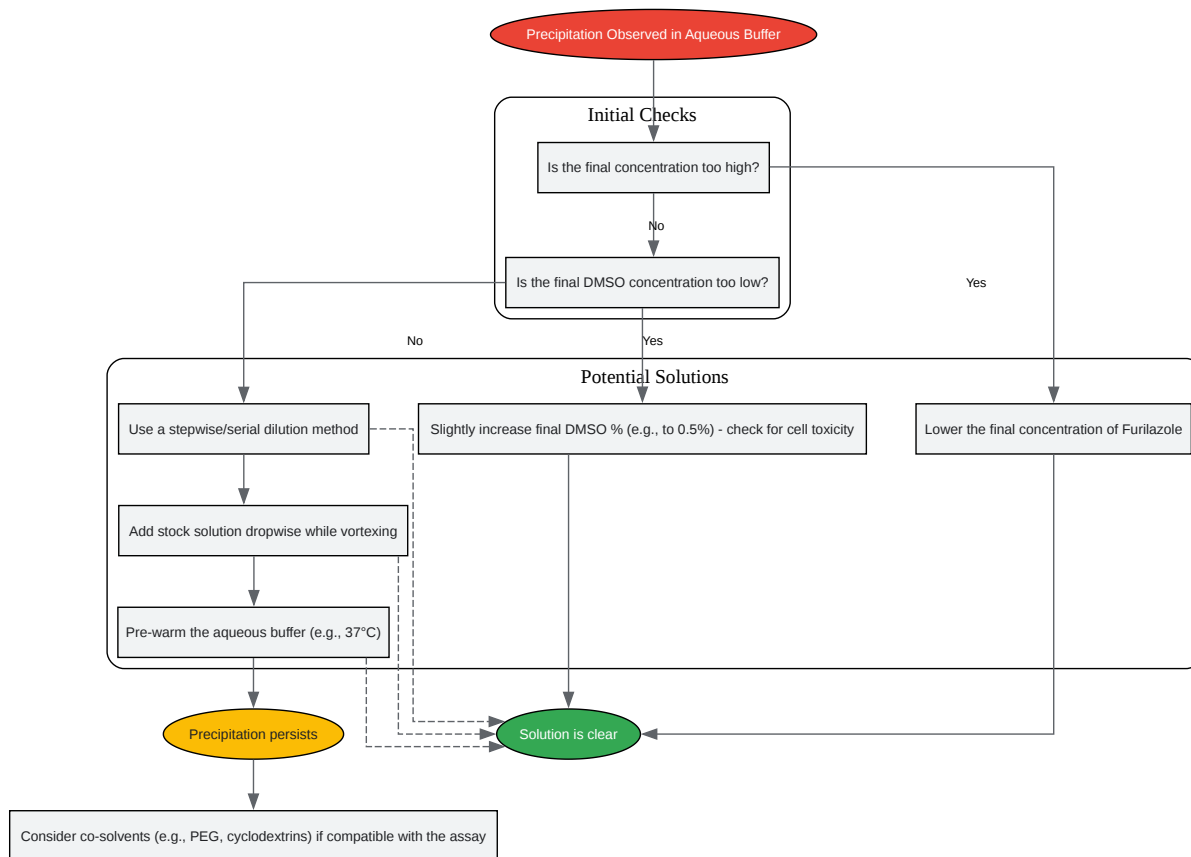 Precipitation Observed in Aqueous Buffer
Initial Checks
Is the final concentration too high?
No
Is the final DMSO concentration too low?
Yes
No
Yes
Potential Solutions
Use a stepwise/serial dilution method
Slightly increase final DMSO % (e.g., to 0.5%) - check for cell toxicity
Lower the final concentration of Furilazole
Add stock solution dropwise while vortexing
Pre-warm the aqueous buffer (e.g., 37°C)
Precipitation persists
Solution is clear
Consider co-solvents (e.g., PEG, cyclodextrins) if compatible with the assay